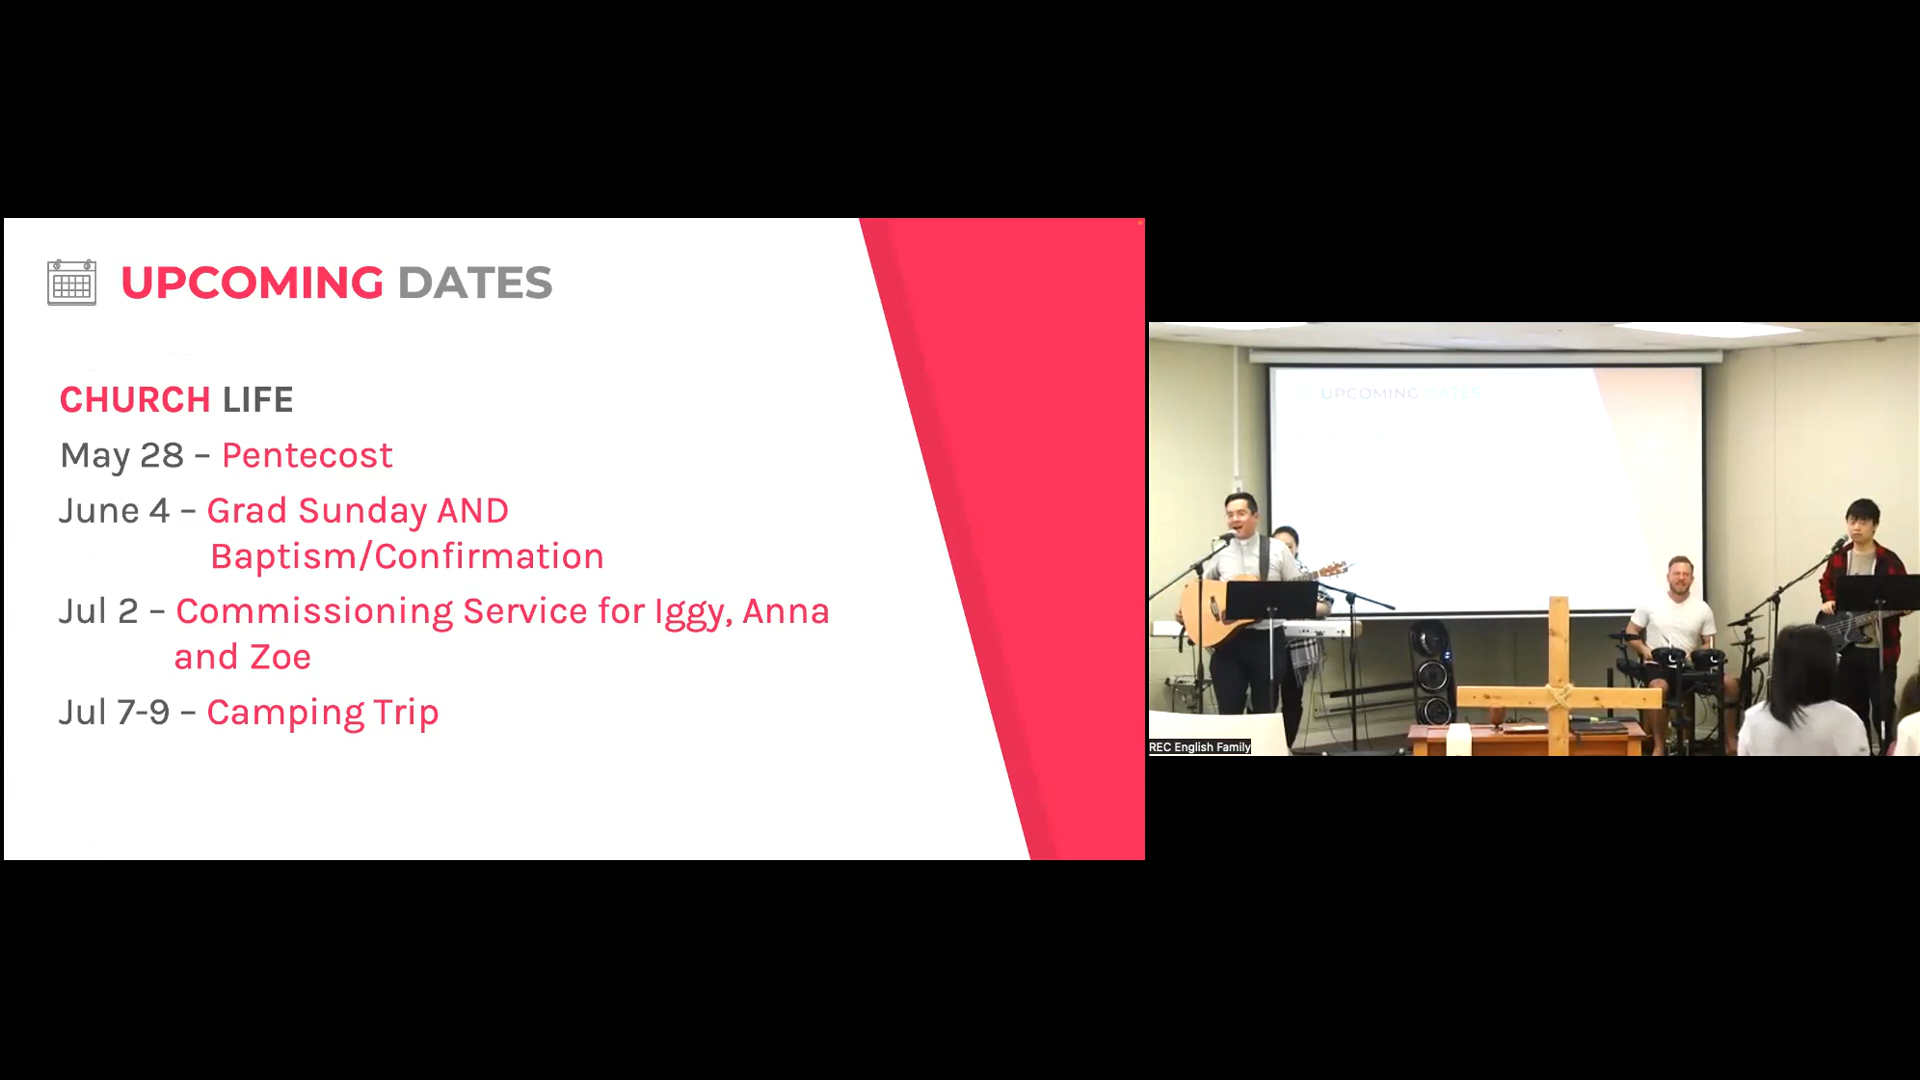 UPCOMING DATES
CHURCH LIFE
May 28 – Pentecost
June 4 – Grad Sunday AND
Baptism/Confirmation
Jul 2 – Commissioning Service for Iggy, Anna
and Zoe
Jul 7-9 – Camping Trip
UPCOMING DATES
REC English Family